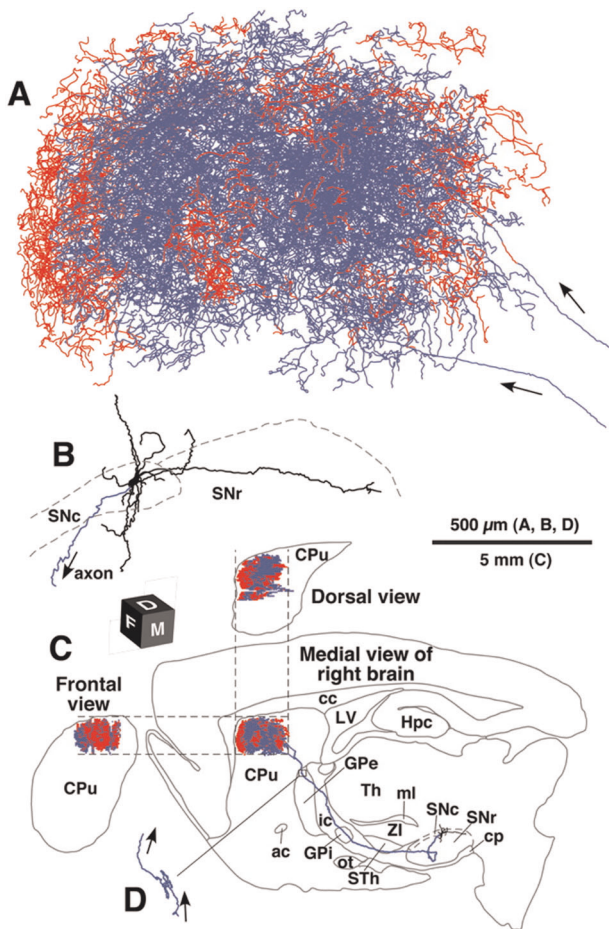 A
B
SNr
SNc
axon
500 µm (A, B, D)
5 mm (C)
CPu
Dorsal view
D
F
M
C
Medial view of
right brain
Frontal
view
cc
LV
Hpc
GPe
CPu
CPu
Th
ml
SNc
SNr
ic
ZI
cp
ac
GPi
ot
STh
D